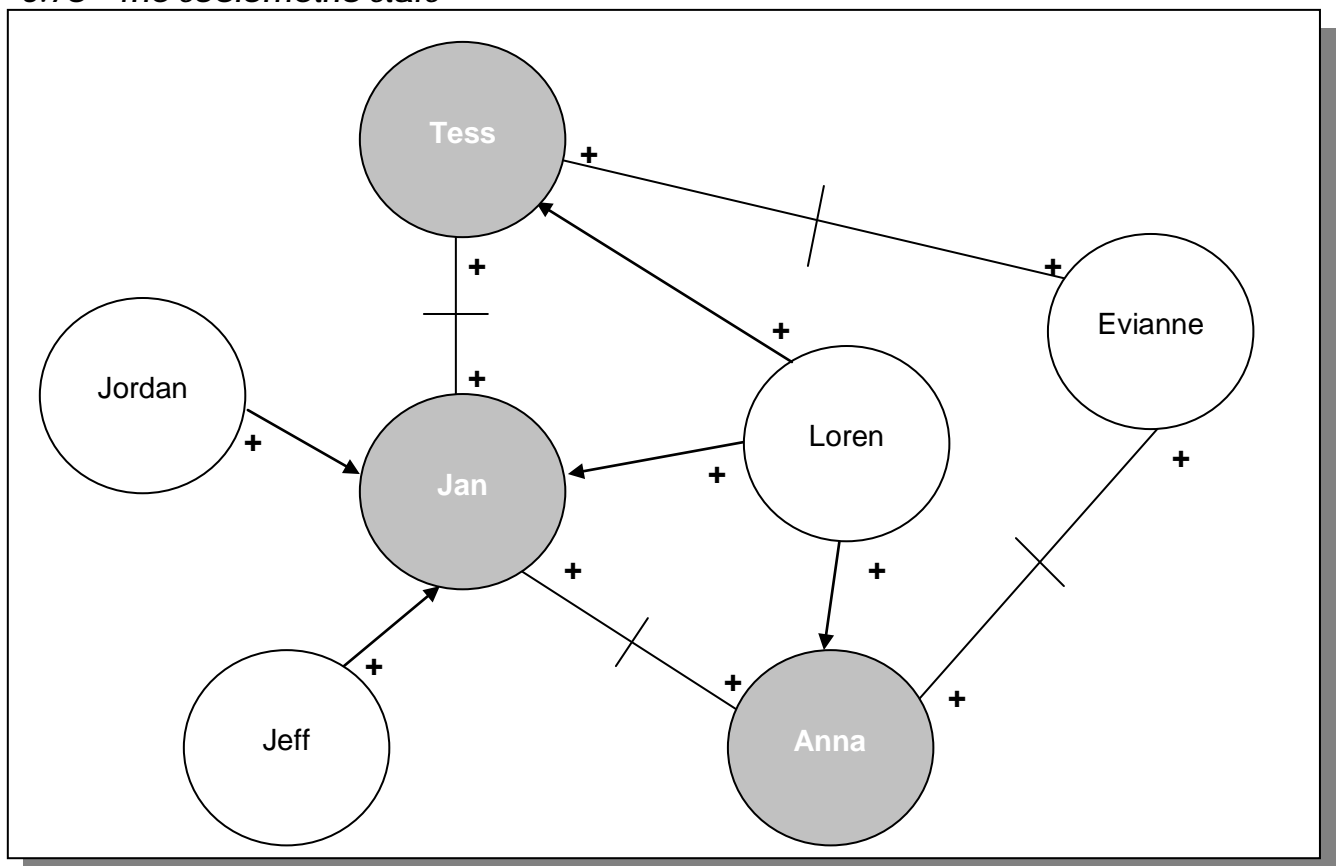 Tess
+
+
+
+
Evianne
+
Jordan
+
Loren
+
Jan
+
+
+
+
+
+
+
Jeff
Anna